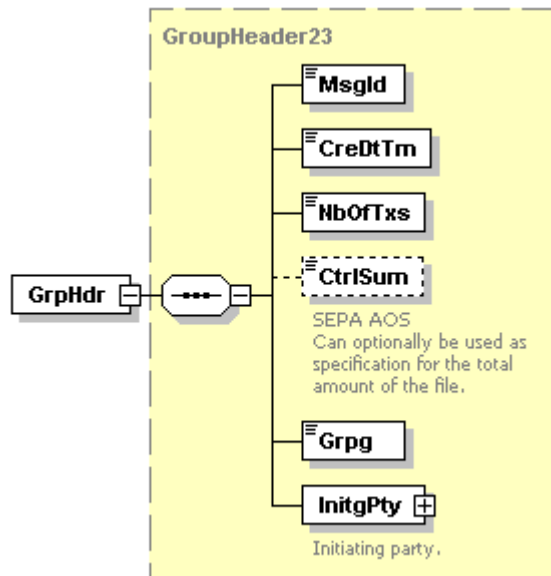 GroupHeader23
MsgId
CreDtTm
NbOfTxs
CtrlSum
SEPA AOS
Can optionally be used as
specification for the total
amount of the file.
GrpHdr
Grpg
InitgPty
Initiating party.